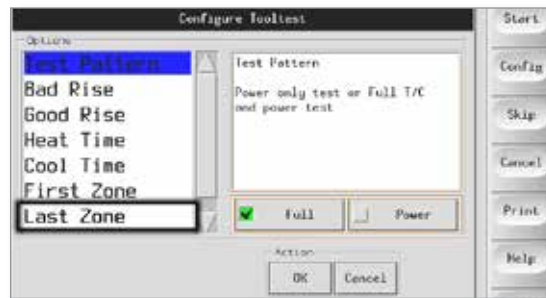 Configure Tooltest
Options
Test Pattern
Bad Rise
Good Rise
Heat Time
Cool Time
First Zone
Last Zone
Test Pattern
Power only test or Full T/C
and power test
Full
Power
Action
OK
Cancel
Start
Config
Skip
Cancel
Print
Help